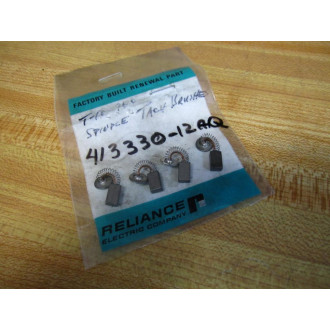 FACTORY BUILT RENEWAL PART
SPINDLE TACH
413330-12AQ
RELIANCE
ELECTRIC COMPANY